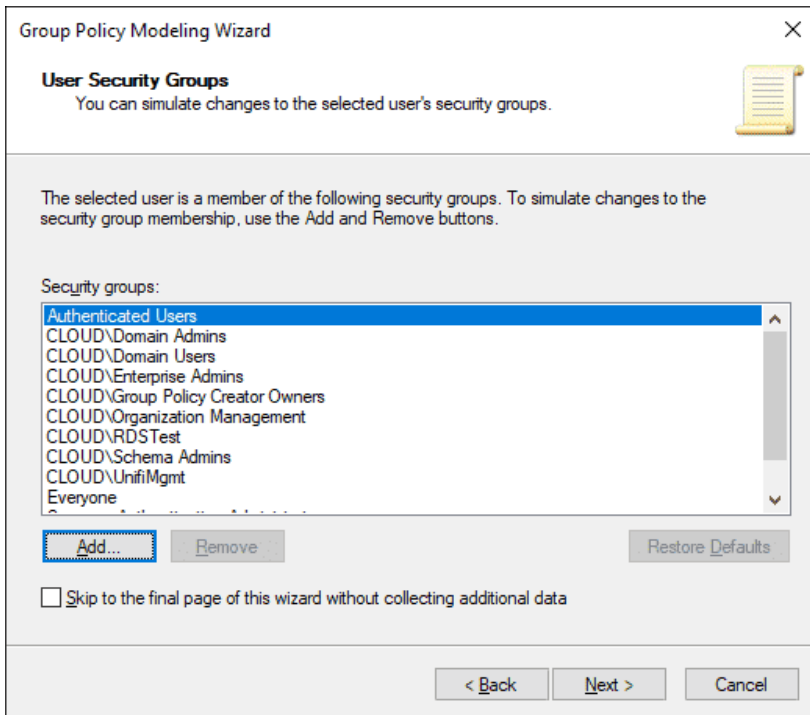 Group Policy Modeling Wizard
User Security Groups
You can simulate changes to the selected user's security groups.
The selected user is a member of the following security groups. To simulate changes to the
security group membership, use the Add and Remove buttons.
Security groups:
Authenticated Users
CLOUD\Domain Admins
CLOUD\Domain Users
CLOUD\Enterprise Admins
CLOUD\Group Policy Creator Owners
CLOUD\Organization Management
CLOUD\RDSTest
CLOUD\Schema Admins
CLOUD\UnifiMgmt
Everyone
Add... Remove Restore Defaults
Skip to the final page of this wizard without collecting additional data
< Back Next > Cancel